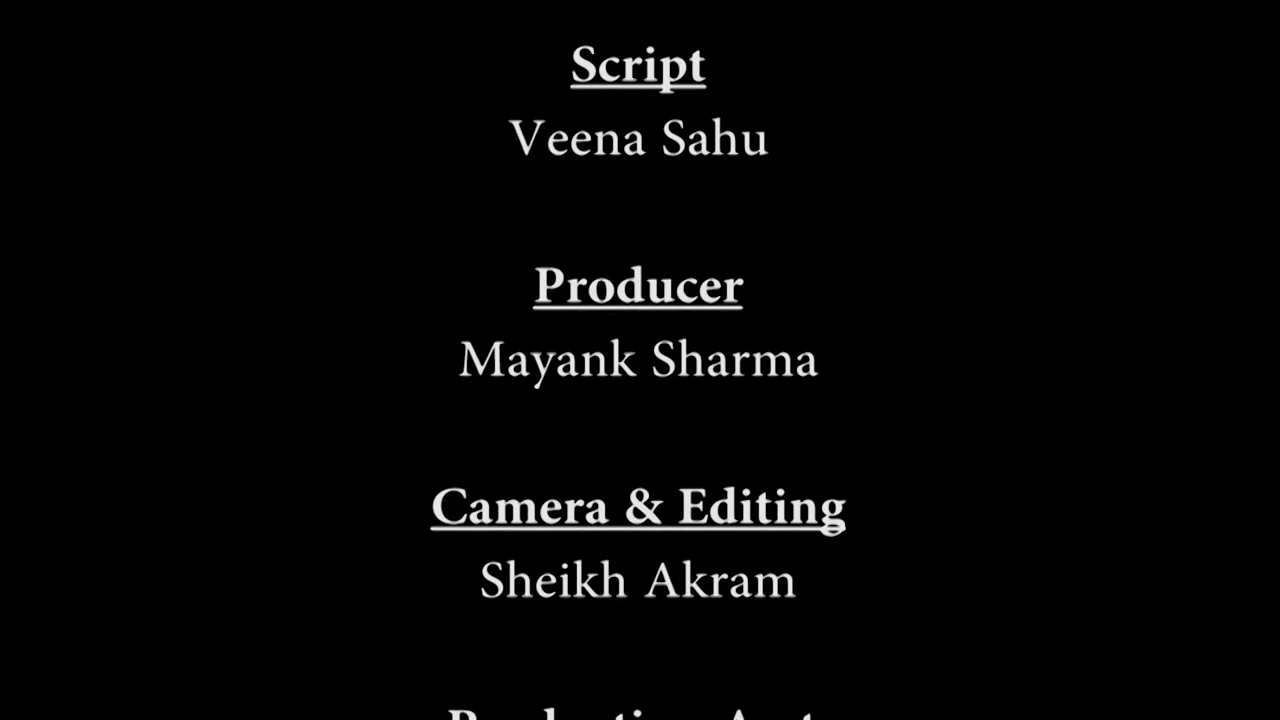 Script
Veena Sahu
Producer
Mayank Sharma
Camera & Editing
Sheikh Akram